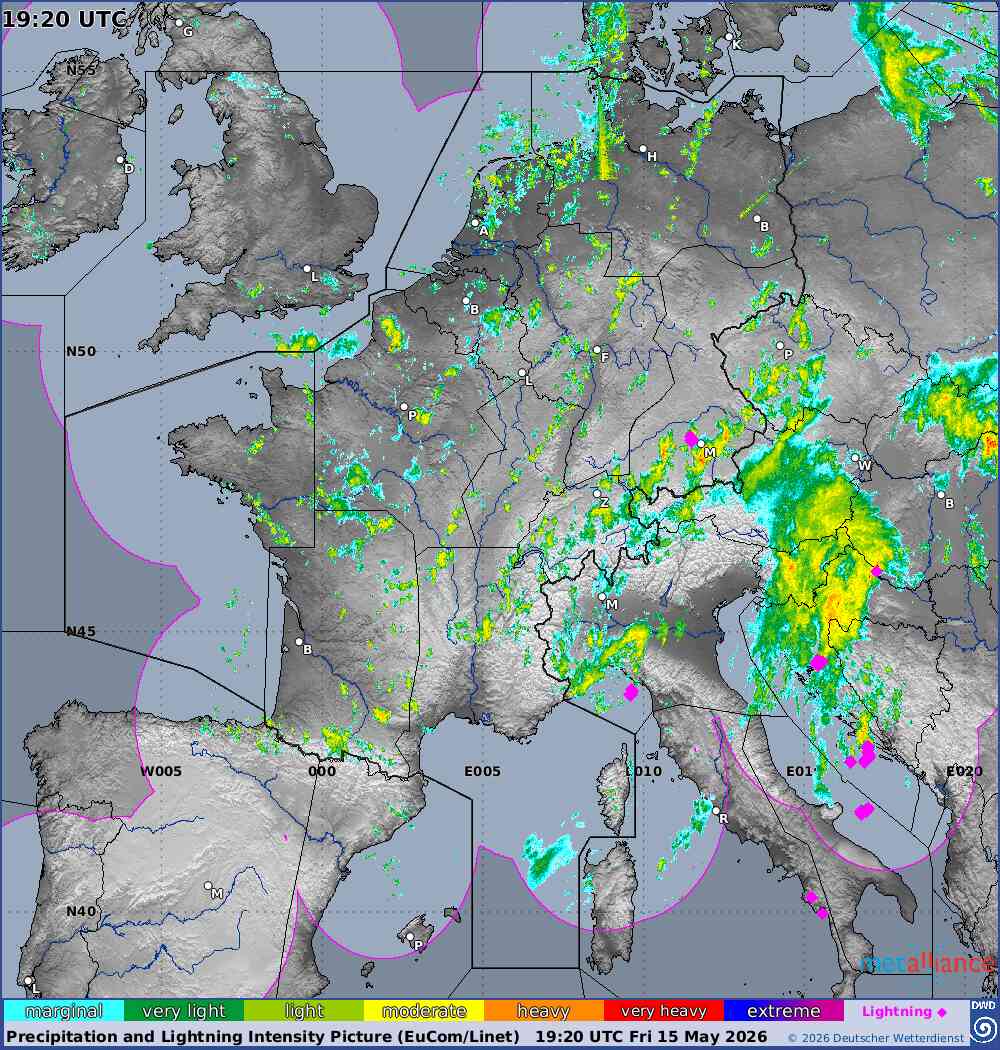 19:20 UTC
G
K
N55
D
H
A
B
L
B
N50
P
F
L
P
M
W
Z
B
M
N45
B
W005
000
E005
E010
E01
E020
R
M
N40
P
L
metalliance
marginal very light light moderate heavy very heavy extreme Lightning
DWD
Precipitation and Lightning Intensity Picture (EuCom/Linet) 19:20 UTC Fri 15 May 2026 © 2026 Deutscher Wetterdienst